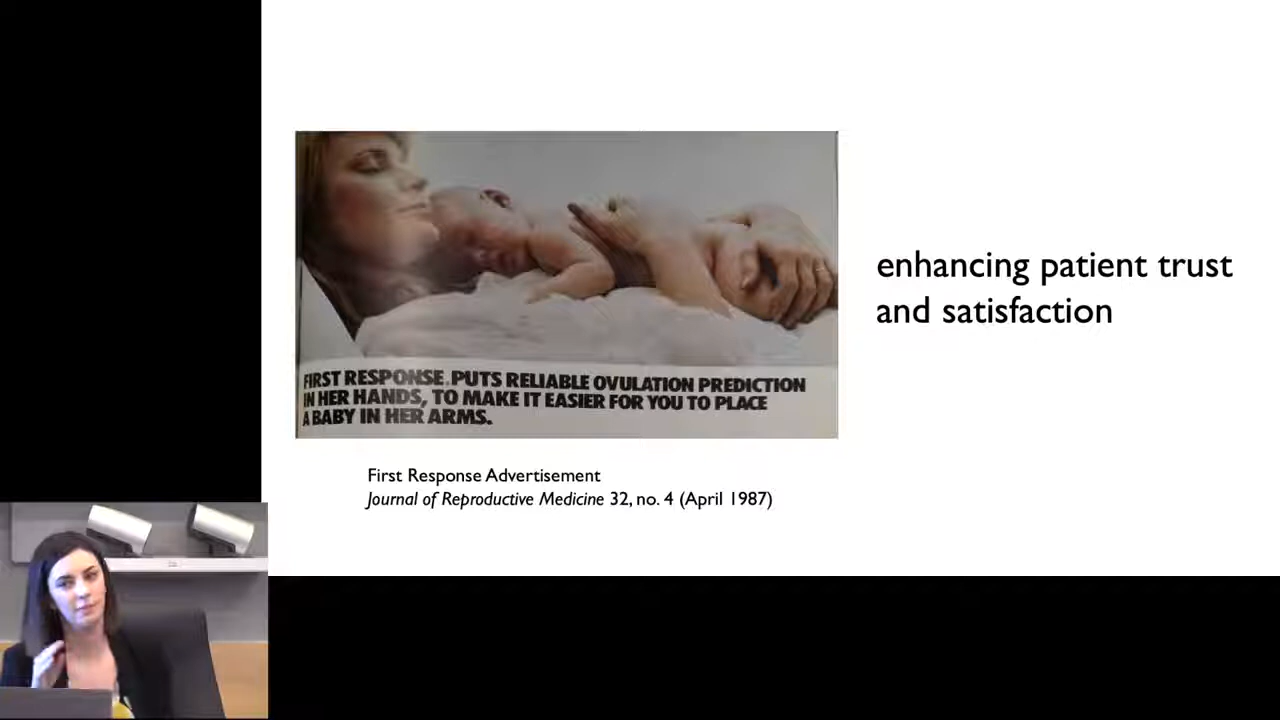 enhancing patient trust
and satisfaction
FIRST RESPONSE. PUTS RELIABLE OVULATION PREDICTION
IN HER HANDS, TO MAKE IT EASIER FOR YOU TO PLACE
A BABY IN HER ARMS.
First Response Advertisement
Journal of Reproductive Medicine 32, no. 4 (April 1987)